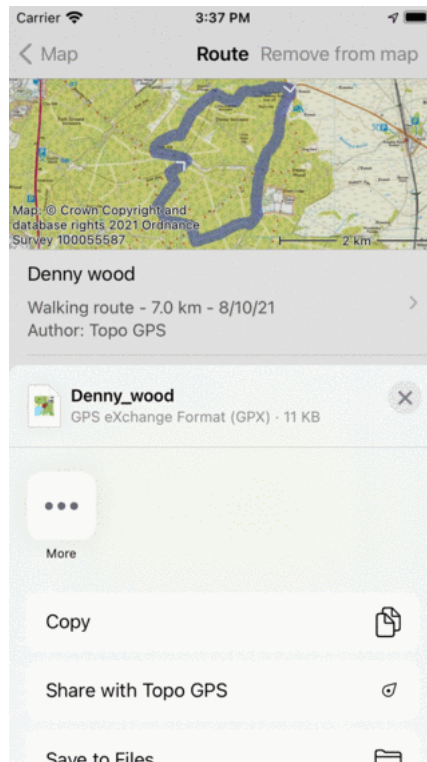 Carrier 3:37 PM
Map Route Remove from map
Map: © Crown Copyright and
database rights 2021 Ordnance
Survey 100055587
2 km
Denny wood
Walking route - 7.0 km - 8/10/21
Author: Topo GPS
Denny_wood
GPS eXchange Format (GPX) · 11 KB
More
Copy
Share with Topo GPS
Save to Files